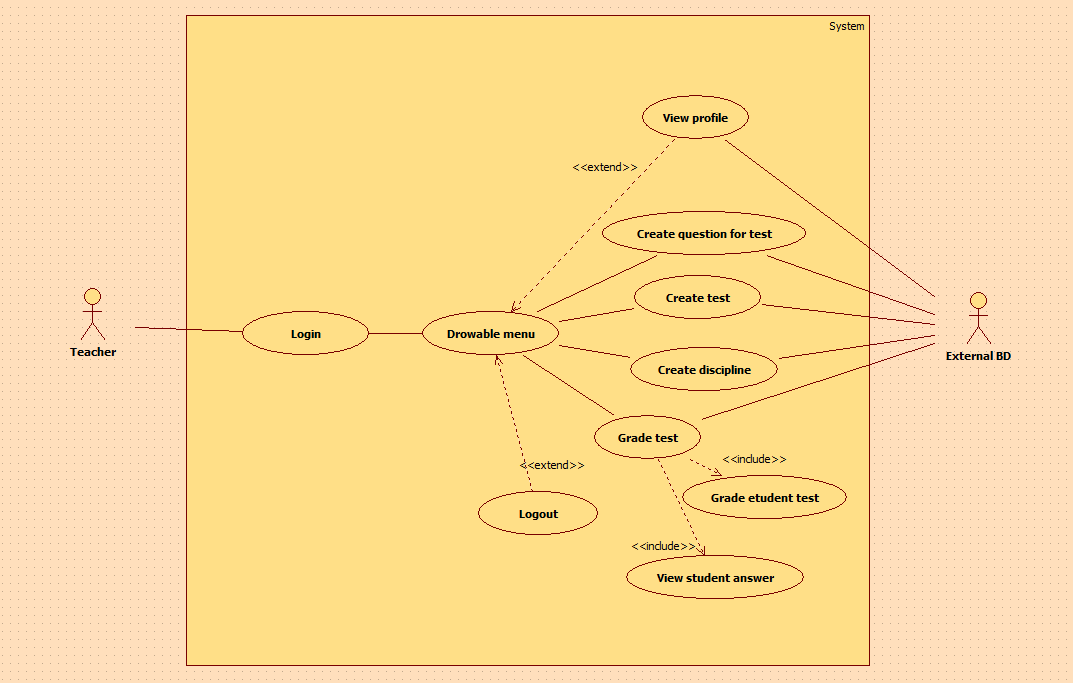 System
View profile
<<extend>>
Create question for test
Create test
Login
Drowable menu
Teacher
External BD
Create discipline
Grade test
<<include>>
<<extend>>
Grade etudent test
Logout
<<include>>
View student answer